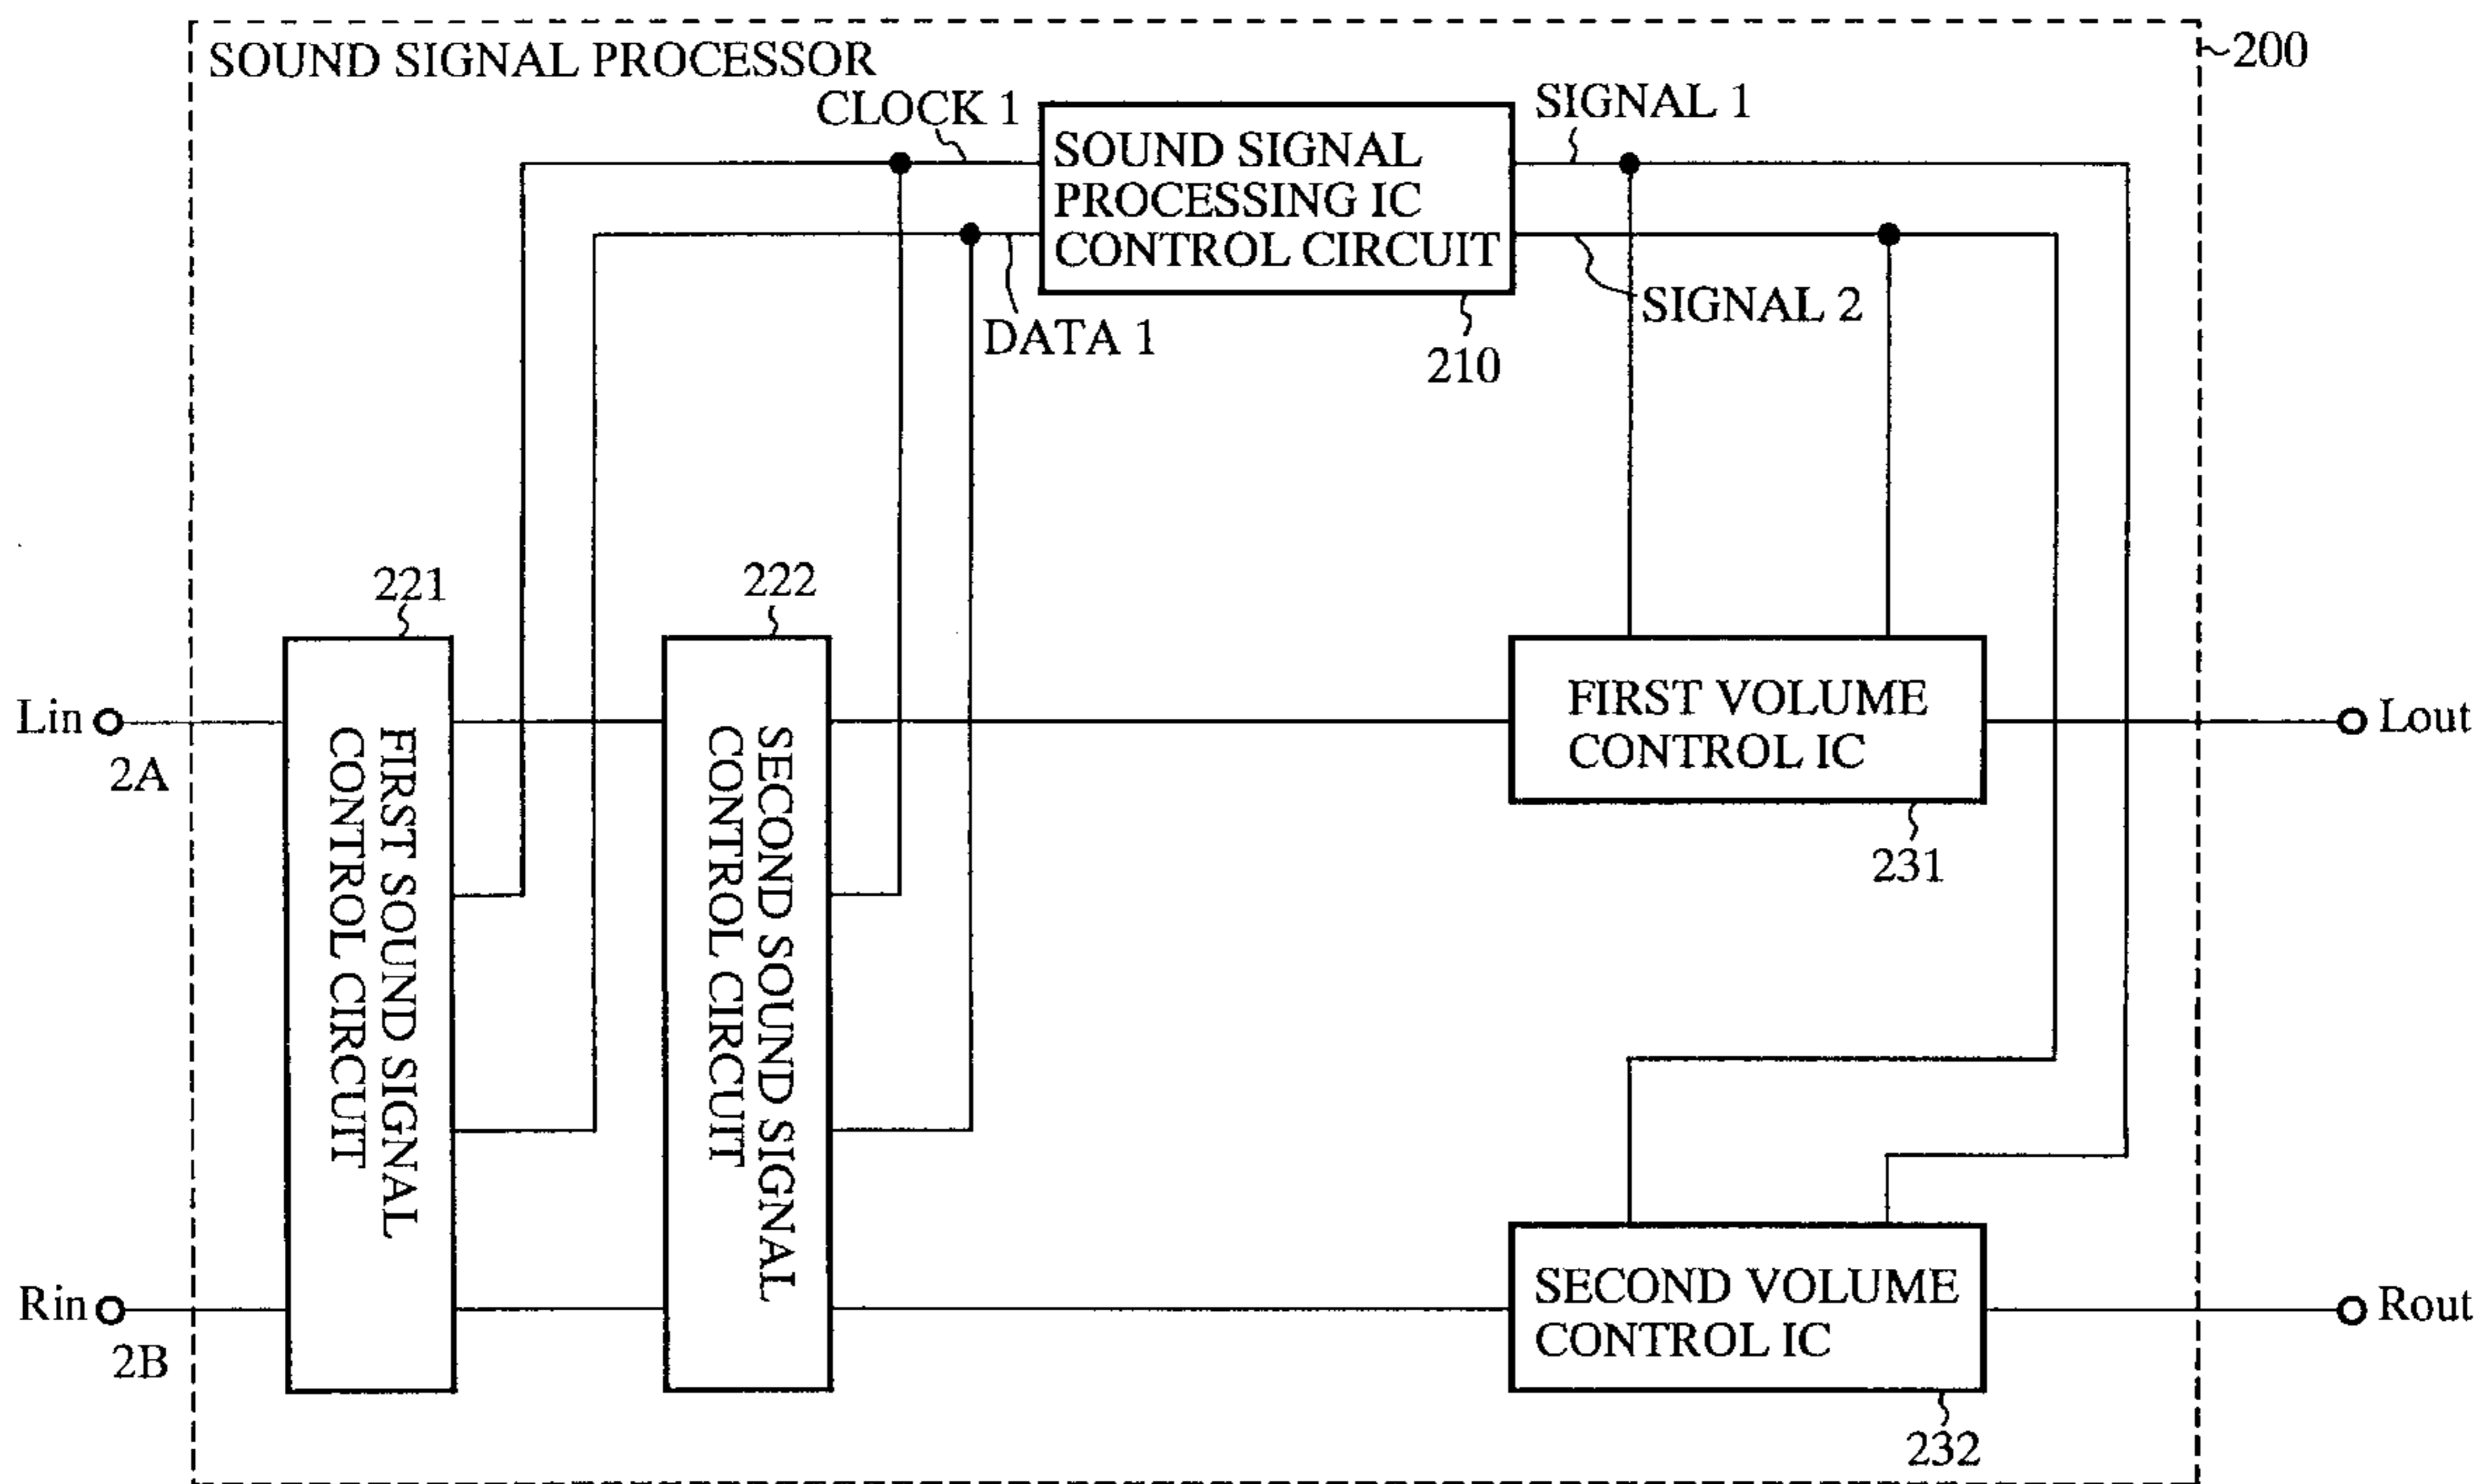 SOUND SIGNAL PROCESSOR
200
CLOCK 1
SIGNAL 1
SOUND SIGNAL
PROCESSING IC
CONTROL CIRCUIT
DATA 1
SIGNAL 2
210
221
222
Lin
2A
FIRST SOUND SIGNAL
CONTROL CIRCUIT
SECOND SOUND SIGNAL
CONTROL CIRCUIT
FIRST VOLUME
CONTROL IC
Lout
231
Rin
2B
SECOND VOLUME
CONTROL IC
Rout
232